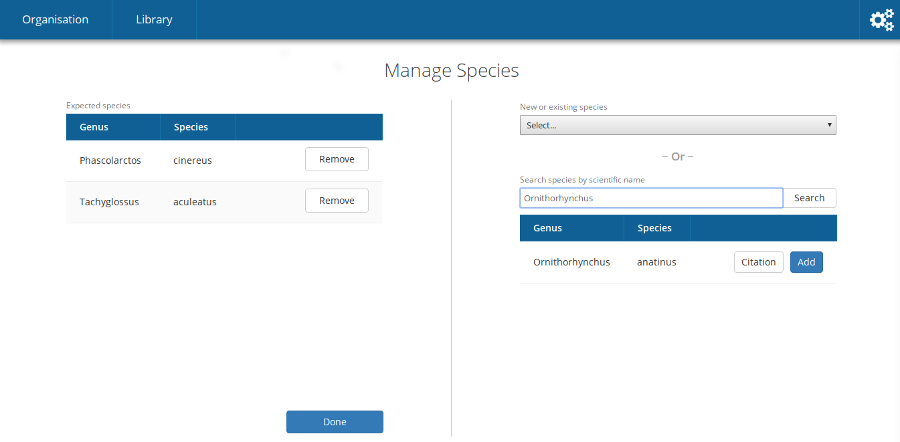 Organisation Library
Manage Species
Expected species
Genus Species
Phascolarctos cinereus Remove
Tachyglossus aculeatus Remove
Done
New or existing species
Select...
– Or –
Search species by scientific name
Ornithorhynchus Search
Genus Species
Ornithorhynchus anatinus Citation Add